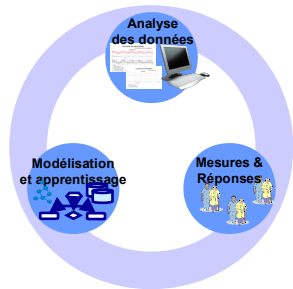 Analyse
des données
Modélisation
et apprentissage
Mesures &
Réponses